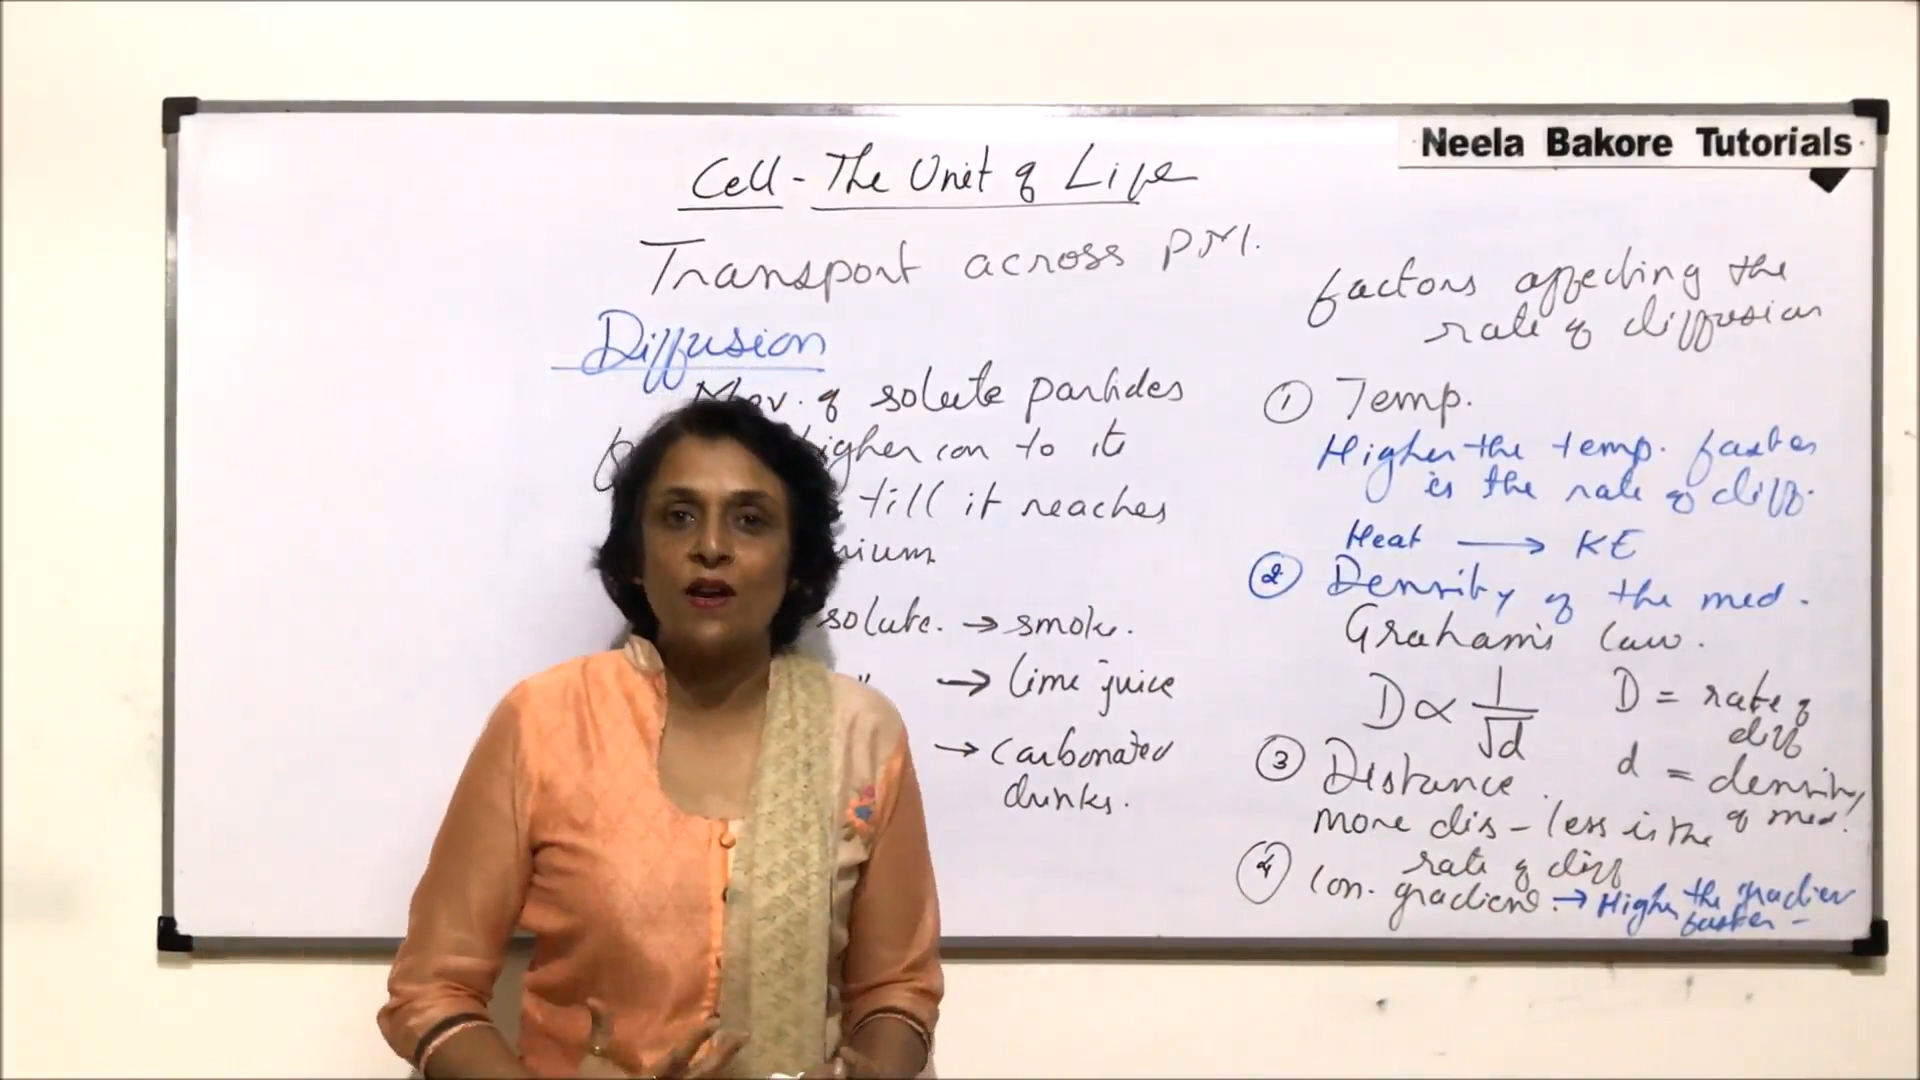 Neela Bakore Tutorials
Cell - The Unit of Life
Transport across PM.
Diffusion
Mov. of solute particles
higher con to its
till it reaches
solute. → smoke.
→ lime juice
→ Carbonated
drinks.
factors affecting the
rate of diffusion
① Temp.
Higher the temp. faster
is the rate of diff.
Heat → KE
② Density of the med.
Graham's law.
D ∝ 1/√d
D = rate of
diff
d = density
of med.
③ Distance.
more dis - less is the
rate of diff
④ Con. gradient → Higher the gradient
faster -